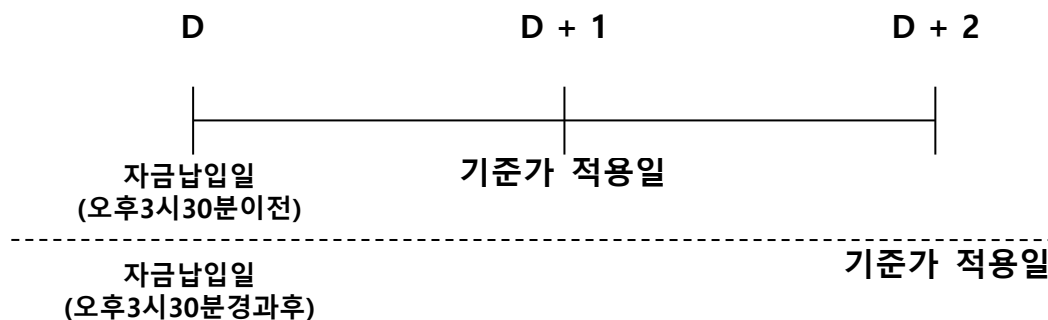 D
D + 1
D + 2
자금납입일
(오후3시30분이전)
기준가 적용일
기준가 적용일
자금납입일
(오후3시30분경과후)